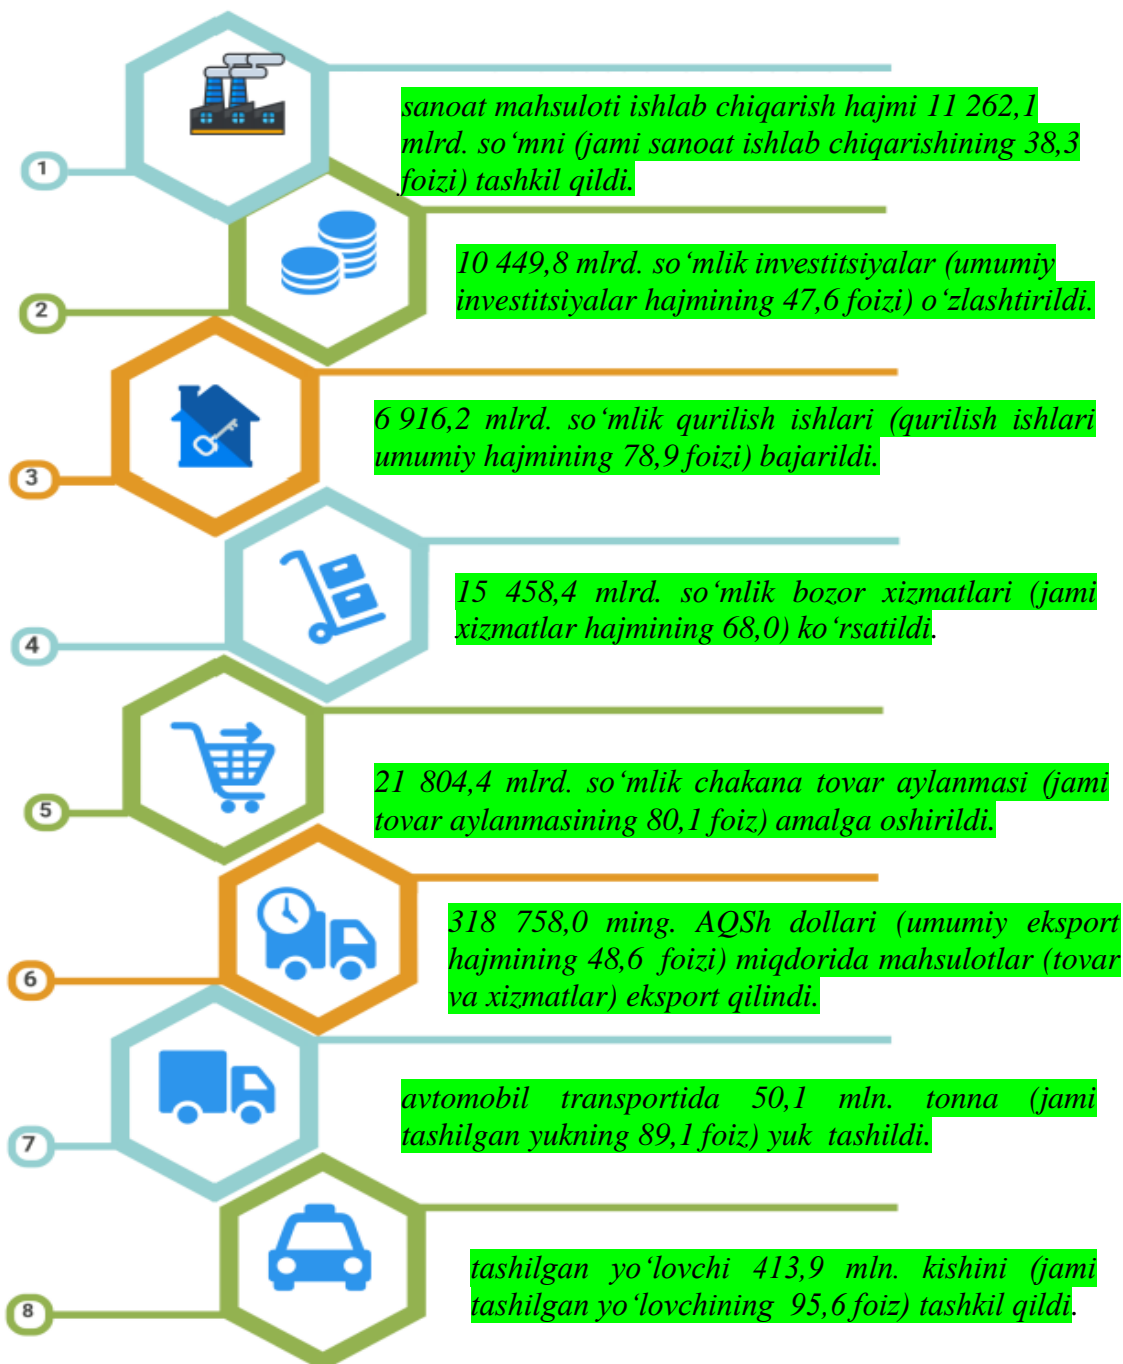 1
sanoat mahsuloti ishlab chiqarish hajmi 11 262,1
mlrd. so‘mni (jami sanoat ishlab chiqarishining 38,3
foizi) tashkil qildi.
2
10 449,8 mlrd. so‘mlik investitsiyalar (umumiy
investitsiyalar hajmining 47,6 foizi) o‘zlashtirildi.
3
6 916,2 mlrd. so‘mlik qurilish ishlari (qurilish ishlari
umumiy hajmining 78,9 foizi) bajarildi.
4
15 458,4 mlrd. so‘mlik bozor xizmatlari (jami
xizmatlar hajmining 68,0) ko‘rsatildi.
5
21 804,4 mlrd. so‘mlik chakana tovar aylanmasi (jami
tovar aylanmasining 80,1 foiz) amalga oshirildi.
6
318 758,0 ming. AQSh dollari (umumiy eksport
hajmining 48,6 foizi) miqdorida mahsulotlar (tovar
va xizmatlar) eksport qilindi.
7
avtomobil transportida 50,1 mln. tonna (jami
tashilgan yukning 89,1 foiz) yuk tashildi.
8
tashilgan yo‘lovchi 413,9 mln. kishini (jami
tashilgan yo‘lovchining 95,6 foiz) tashkil qildi.